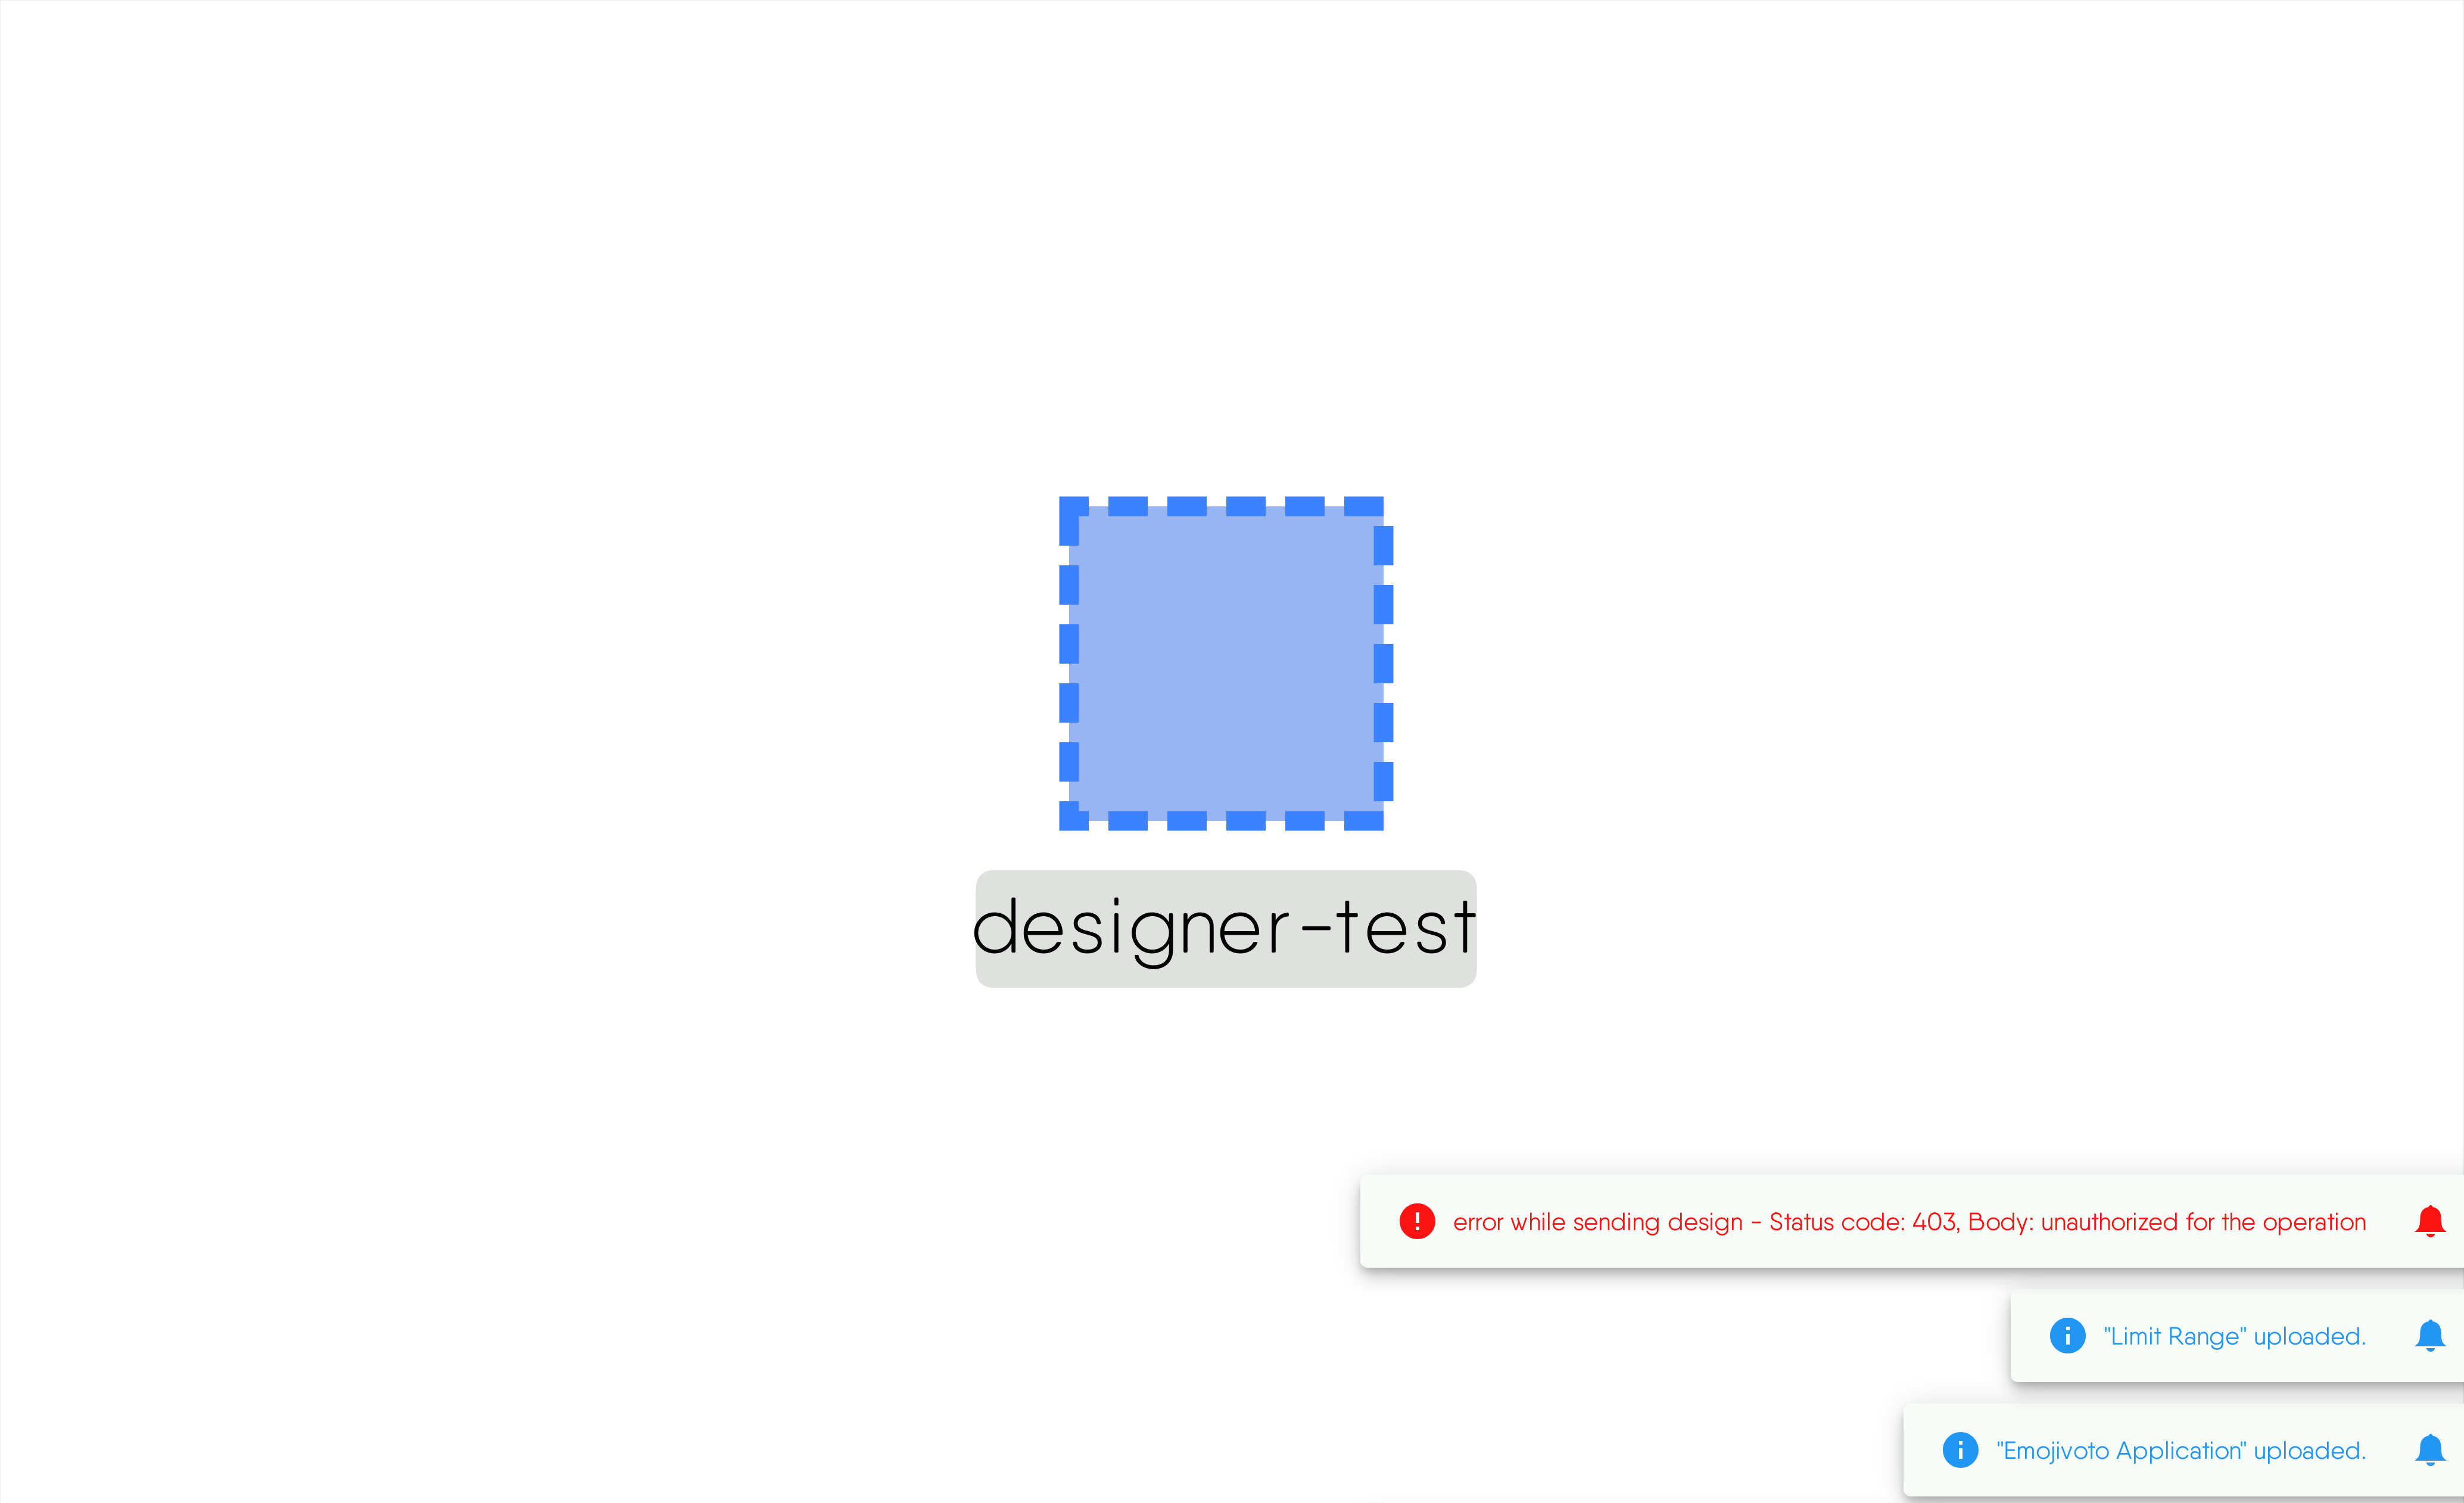 designer-test
error while sending design - Status code: 403, Body: unauthorized for the operation
"Limit Range" uploaded.
"Emojivoto Application" uploaded.